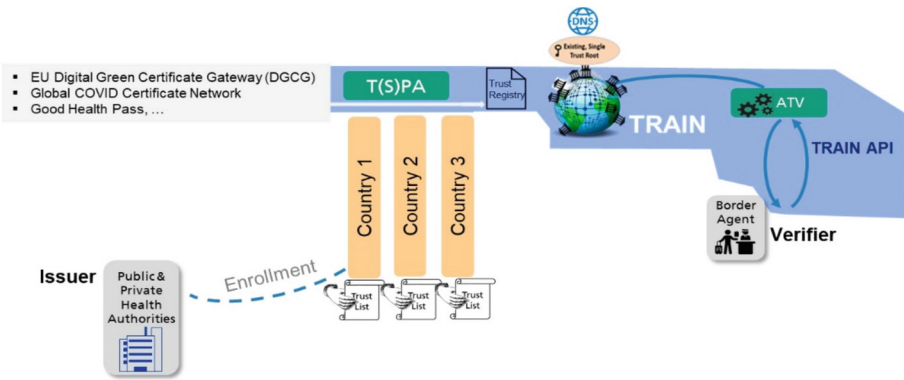 DNS
Existing, Single
Trust Root
▪ EU Digital Green Certificate Gateway (DGCG)
▪ Global COVID Certificate Network
▪ Good Health Pass, …
T(S)PA
Trust
Registry
TRAIN
ATV
TRAIN API
Country 1
Country 2
Country 3
Border
Agent
Verifier
Issuer
Public &
Private
Health
Authorities
Enrollment
Trust
List
Trust
List
Trust
List